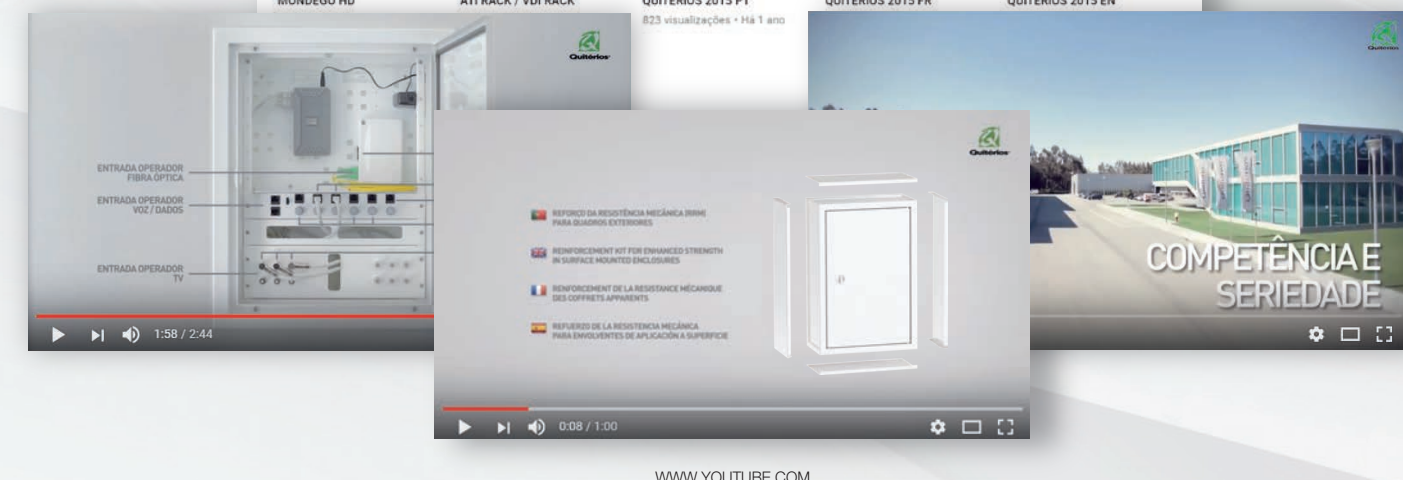 MONDEGO HD
ATI RACK / VDI RACK
QUITÉRIOS 2015 PT
QUITÉRIOS 2015 FR
QUITÉRIOS 2015 EN
823 visualizações • Há 1 ano
Quitérios
ENTRADA OPERADOR
FIBRA ÓPTICA
ENTRADA OPERADOR
VOZ / DADOS
ENTRADA OPERADOR
TV
1:58 / 2:44
Quitérios
REFORÇO DA RESISTÊNCIA MECÂNICA (RRM)
PARA QUADROS EXTERIORES
REINFORCEMENT KIT FOR ENHANCED STRENGTH
IN SURFACE MOUNTED ENCLOSURES
RENFORCEMENT DE LA RESISTANCE MÉCANIQUE
DES COFFRETS APPARENTS
REFUERZO DE LA RESISTENCIA MECÁNICA
PARA ENVOLVENTES DE APLICACIÓN A SUPERFICIE
0:08 / 1:00
Quitérios
COMPETÊNCIA E
SERIEDADE
WWW.YOUTUBE.COM